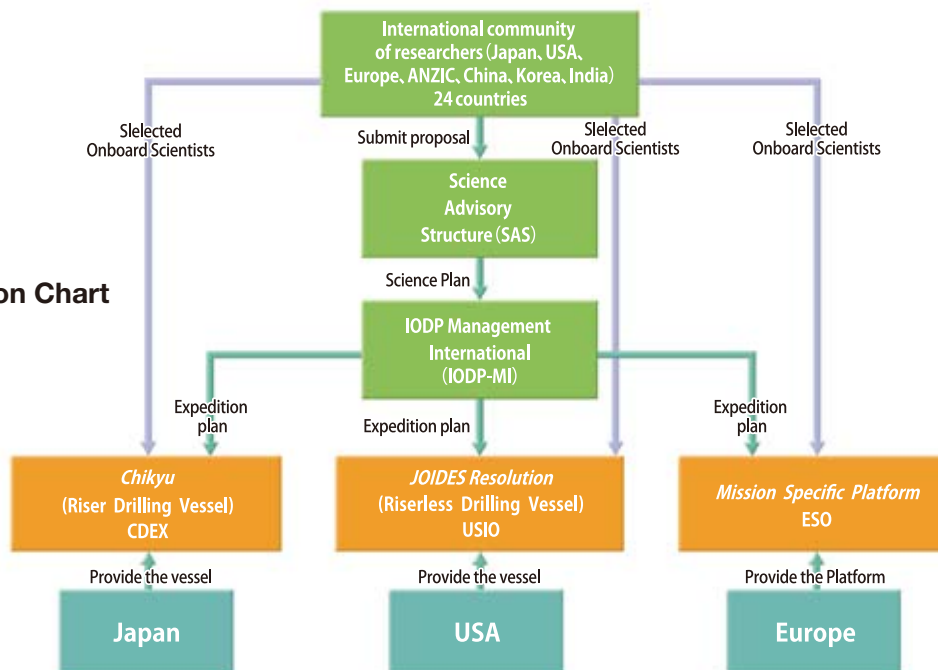 International community
of researchers（Japan、USA、
Europe、ANZIC、China、Korea、India）
24 countries
Slelected
Onboard Scientists
Submit proposal
Slelected
Onboard Scientists
Slelected
Onboard Scientists
Science
Advisory
Structure（SAS）
Science Plan
on Chart
IODP Management
International
（IODP-MI）
Expedition
plan
Expedition plan
Expedition
plan
Chikyu
(Riser Drilling Vessel)
CDEX
JOIDES Resolution
(Riserless Drilling Vessel)
USIO
Mission Specific Platform
ESO
Provide the vessel
Provide the vessel
Provide the Platform
Japan
USA
Europe